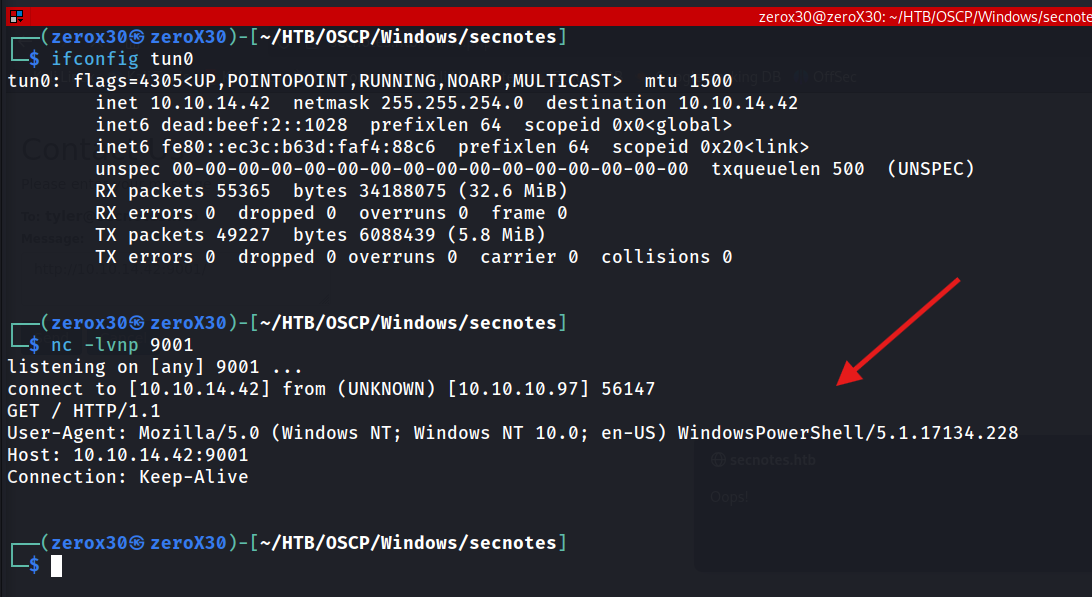 zerox30@zeroX30: ~/HTB/OSCP/Windows/secnote
┌──(zerox30㉿zeroX30)-[~/HTB/OSCP/Windows/secnotes]
└─$ ifconfig tun0
tun0: flags=4305<UP,POINTOPOINT,RUNNING,NOARP,MULTICAST>  mtu 1500
        inet 10.10.14.42  netmask 255.255.254.0  destination 10.10.14.42
        inet6 dead:beef:2::1028  prefixlen 64  scopeid 0x0<global>
        inet6 fe80::ec3c:b63d:faf4:88c6  prefixlen 64  scopeid 0x20<link>
        unspec 00-00-00-00-00-00-00-00-00-00-00-00-00-00-00-00  txqueuelen 500  (UNSPEC)
        RX packets 55365  bytes 34188075 (32.6 MiB)
        RX errors 0  dropped 0  overruns 0  frame 0
        TX packets 49227  bytes 6088439 (5.8 MiB)
        TX errors 0  dropped 0 overruns 0  carrier 0  collisions 0
┌──(zerox30㉿zeroX30)-[~/HTB/OSCP/Windows/secnotes]
└─$ nc -lvnp 9001
listening on [any] 9001 ...
connect to [10.10.14.42] from (UNKNOWN) [10.10.10.97] 56147
GET / HTTP/1.1
User-Agent: Mozilla/5.0 (Windows NT; Windows NT 10.0; en-US) WindowsPowerShell/5.1.17134.228
Host: 10.10.14.42:9001
Connection: Keep-Alive
secnotes.htb
Oops!
┌──(zerox30㉿zeroX30)-[~/HTB/OSCP/Windows/secnotes]
└─$